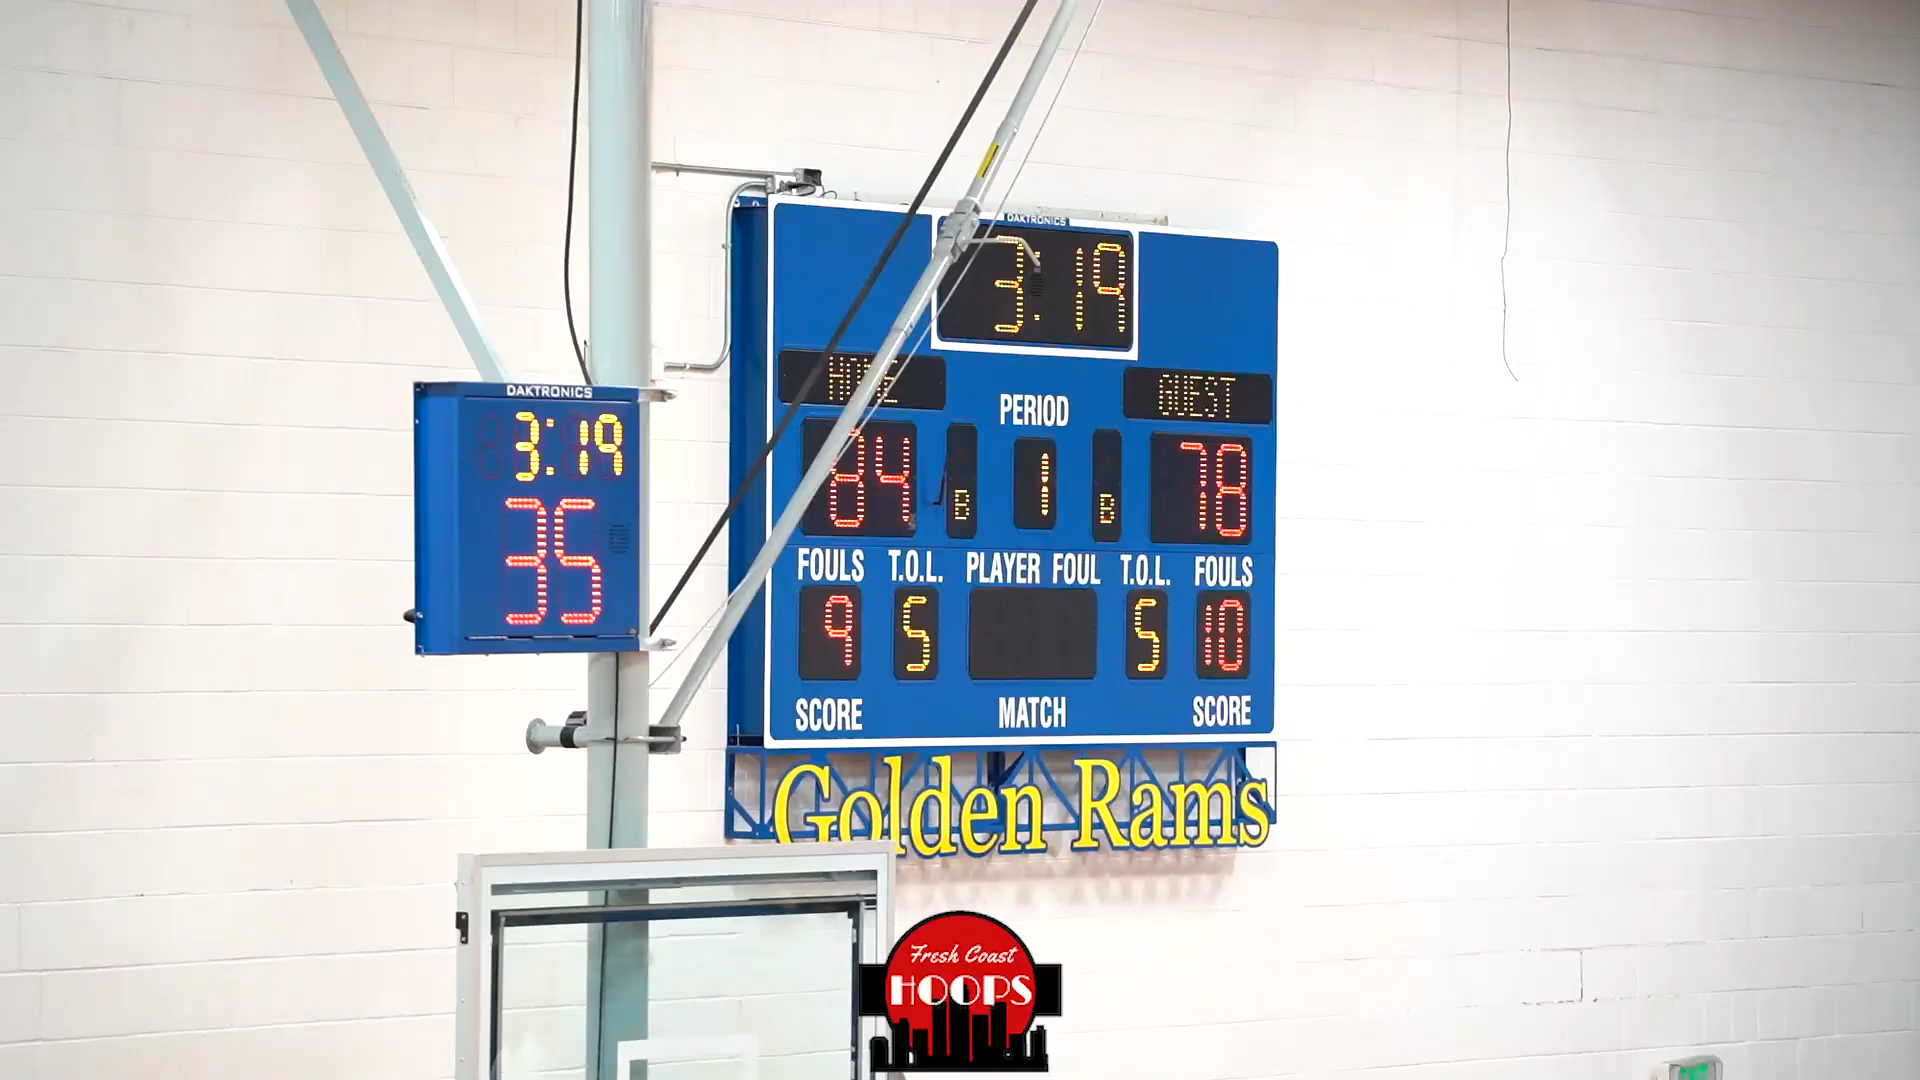 DAKTRONICS
3:19
HOME
GUEST
PERIOD
84 B 1 B 78
FOULS T.O.L. PLAYER FOUL T.O.L. FOULS
9 5 5 10
SCORE MATCH SCORE
Golden Rams
DAKTRONICS
3:19
35
Fresh Coast
HOOPS